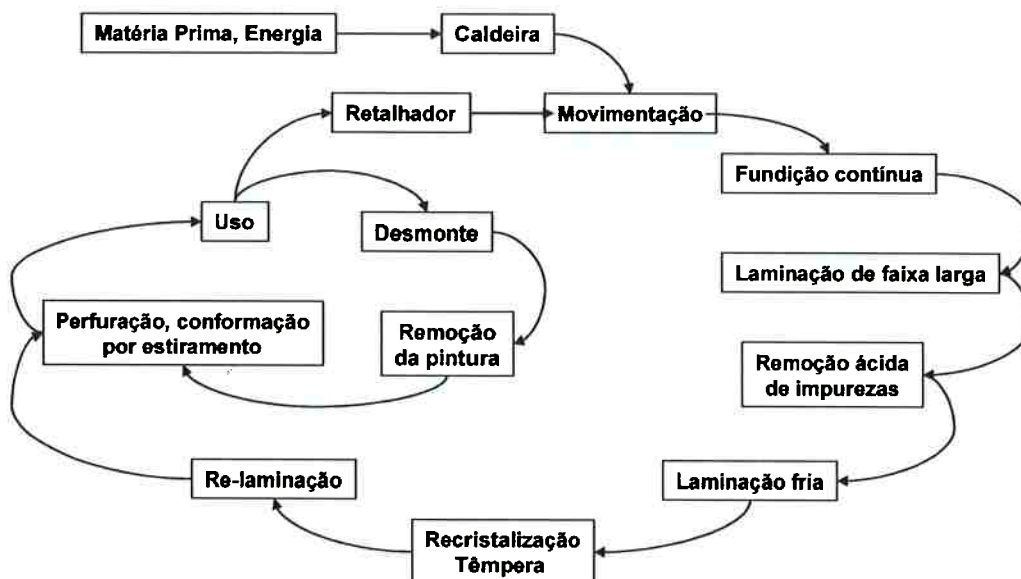 Matéria Prima, Energia
Caldeira
Retalhador
Movimentação
Fundição contínua
Uso
Desmonte
Laminação de faixa larga
Perfuração, conformação
por estiramento
Remoção
da pintura
Remoção ácida
de impurezas
Re-laminação
Laminação fria
Recristalização
Têmpera